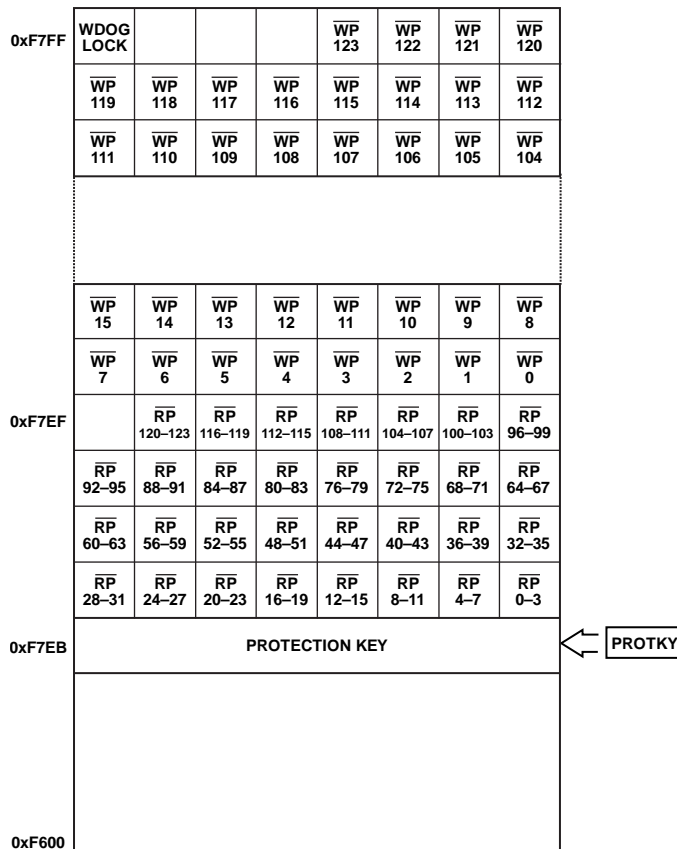 0xF7FF
WDOG LOCK
WP 123
WP 122
WP 121
WP 120
WP 119
WP 118
WP 117
WP 116
WP 115
WP 114
WP 113
WP 112
WP 111
WP 110
WP 109
WP 108
WP 107
WP 106
WP 105
WP 104
WP 15
WP 14
WP 13
WP 12
WP 11
WP 10
WP 9
WP 8
WP 7
WP 6
WP 5
WP 4
WP 3
WP 2
WP 1
WP 0
0xF7EF
RP 120–123
RP 116–119
RP 112–115
RP 108–111
RP 104–107
RP 100–103
RP 96–99
RP 92–95
RP 88–91
RP 84–87
RP 80–83
RP 76–79
RP 72–75
RP 68–71
RP 64–67
RP 60–63
RP 56–59
RP 52–55
RP 48–51
RP 44–47
RP 40–43
RP 36–39
RP 32–35
RP 28–31
RP 24–27
RP 20–23
RP 16–19
RP 12–15
RP 8–11
RP 4–7
RP 0–3
0xF7EB
PROTECTION KEY
PROTKY
0xF600